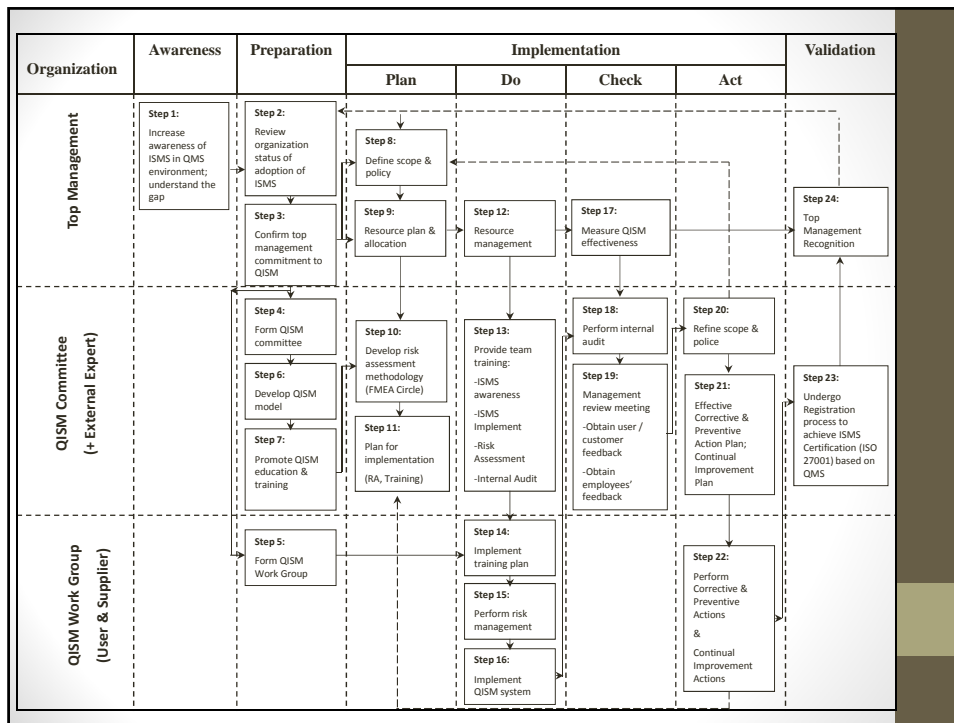 Organization
Awareness
Preparation
Implementation
Validation
Plan
Do
Check
Act
Top Management
Step 1:
Increase
awareness of
ISMS in QMS
environment;
understand the
gap
Step 2:
Review
organization
status of
adoption of
ISMS
Step 3:
Confirm top
management
commitment to
QISM
Step 8:
Define scope &
policy
Step 9:
Resource plan &
allocation
Step 12:
Resource
management
Step 17:
Measure QISM
effectiveness
Step 24:
Top
Management
Recognition
QISM Committee
(+ External Expert)
Step 4:
Form QISM
committee
Step 6:
Develop QISM
model
Step 7:
Promote QISM
education &
training
Step 10:
Develop risk
assessment
methodology
(FMEA Circle)
Step 11:
Plan for
implementation
(RA, Training)
Step 13:
Provide team
training:
-ISMS
awareness
-ISMS
Implement
-Risk
Assessment
-Internal Audit
Step 18:
Perform internal
audit
Step 19:
Management
review meeting
-Obtain user /
customer
feedback
-Obtain
employees'
feedback
Step 20:
Refine scope &
police
Step 21:
Effective
Corrective &
Preventive
Action Plan;
Continual
Improvement
Plan
Step 23:
Undergo
Registration
process to
achieve ISMS
Certification (ISO
27001) based on
QMS
QISM Work Group
(User & Supplier)
Step 5:
Form QISM
Work Group
Step 14:
Implement
training plan
Step 15:
Perform risk
management
Step 16:
Implement
QISM system
Step 22:
Perform
Corrective &
Preventive
Actions
&
Continual
Improvement
Actions